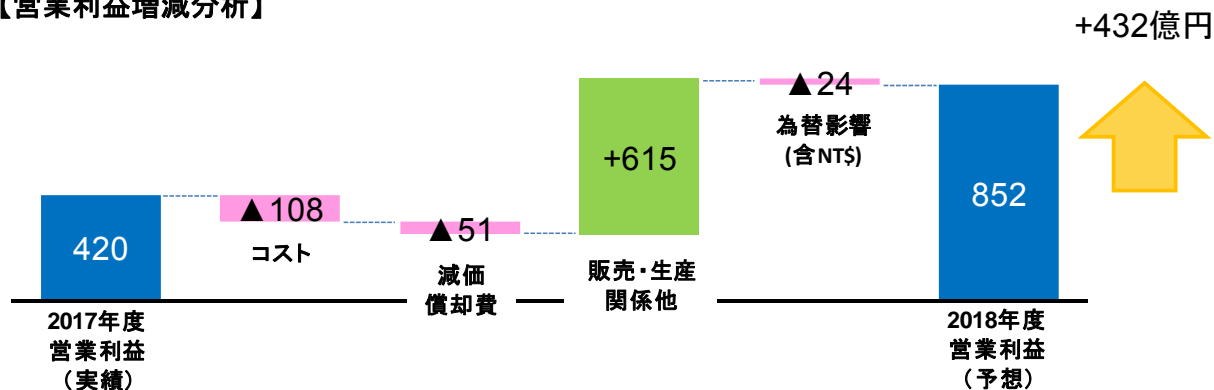 【営業利益増減分析】
+432億円
420
▲108
▲51
+615
▲24
852
コスト
減価
償却費
販売・生産
関係他
為替影響
(含NT$)
2017年度
営業利益
(実績)
2018年度
営業利益
(予想)